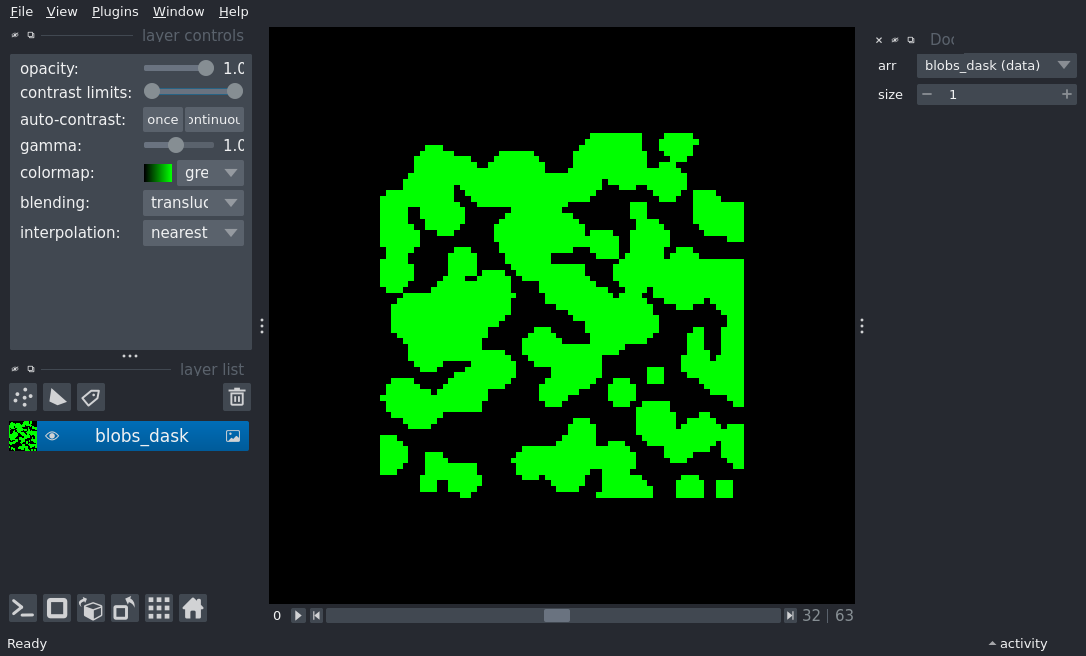 File View Plugins Window Help
layer controls
opacity: 1.0
contrast limits:
auto-contrast: once
gamma: 1.0
colormap: gre
blending: transluc
interpolation: nearest
layer list
blobs_dask
0 32 | 63
Ready
Doc
arr blobs_dask (data)
size 1
activity